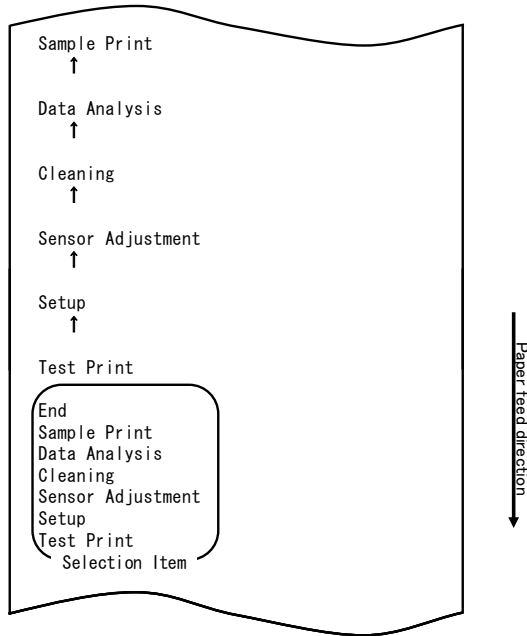 Sample Print
↑
Data Analysis
↑
Cleaning
↑
Sensor Adjustment
↑
Setup
↑
Test Print
End
Sample Print
Data Analysis
Cleaning
Sensor Adjustment
Setup
Test Print
Selection Item
Paper feed direction